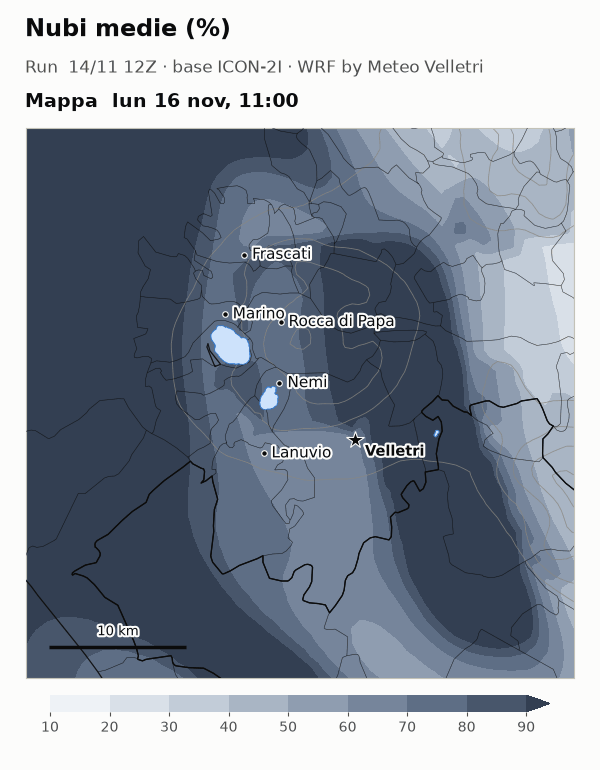 Nubi medie (%)
Run  14/11 12Z · base ICON-2I · WRF by Meteo Velletri
Mappa  lun 16 nov, 11:00
Frascati
Marino
Rocca di Papa
Nemi
Velletri
Lanuvio
10 km
10 20 30 40 50 60 70 80 90